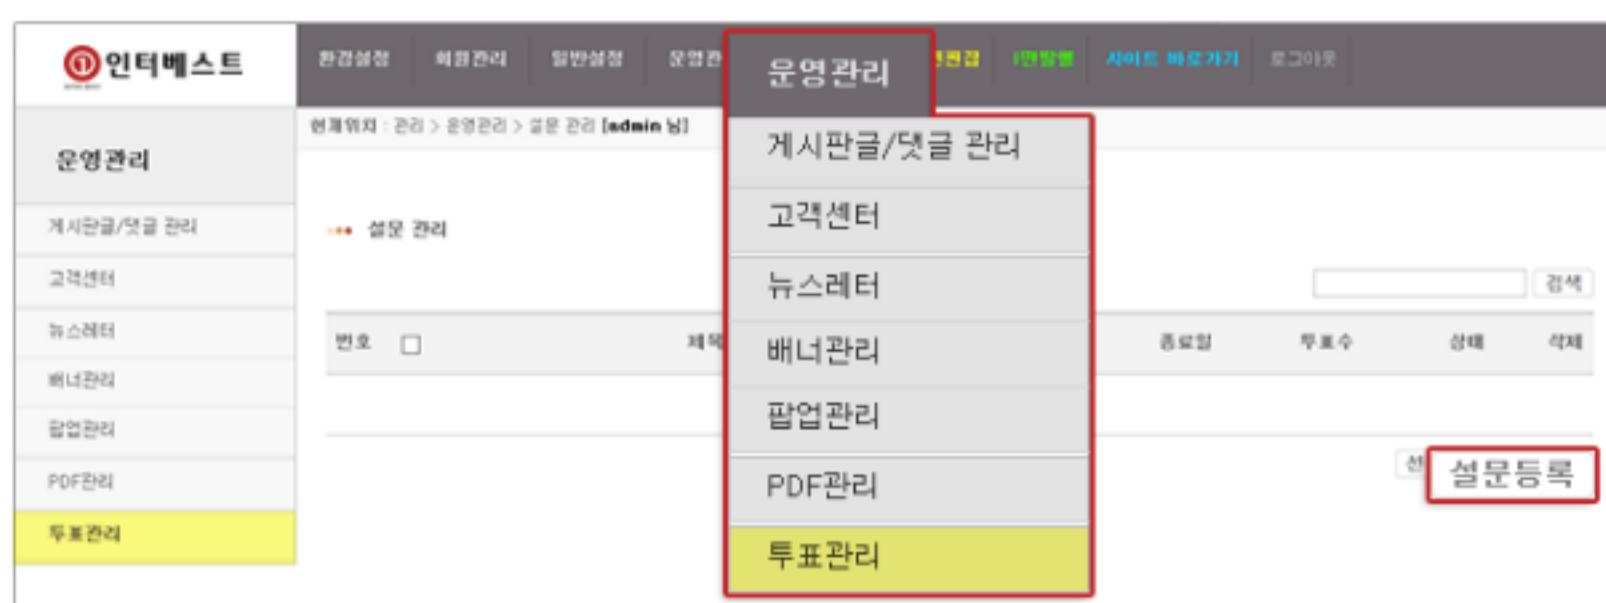 인터베스트
환경설정 회원관리 일반설정 운영관 사이트 바로가기 로그아웃
운영관리
현재위치 : 관리 > 운영관리 > 설문 관리 [admin 님]
운영관리
게시판글/댓글 관리
고객센터
뉴스레터
배너관리
팝업관리
PDF관리
투표관리
설문 관리
검색
번호 제목 종료일 투표수 상태 삭제
선
설문등록
게시판글/댓글 관리
고객센터
뉴스레터
배너관리
팝업관리
PDF관리
투표관리